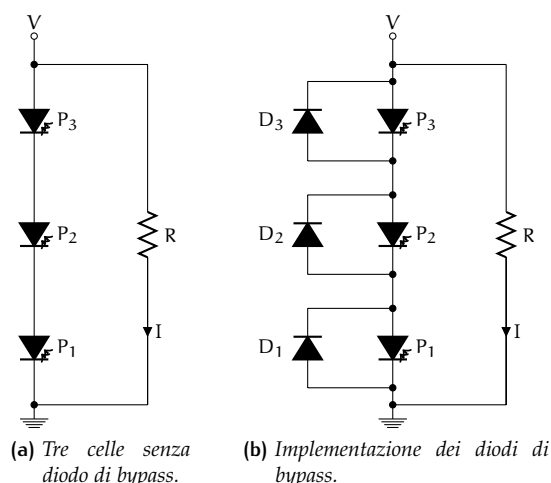 V
P3
P2
R
I
P1
(a) Tre celle senza
diodo di bypass.
V
D3
P3
D2
P2
R
D1
P1
I
(b) Implementazione dei diodi di
bypass.